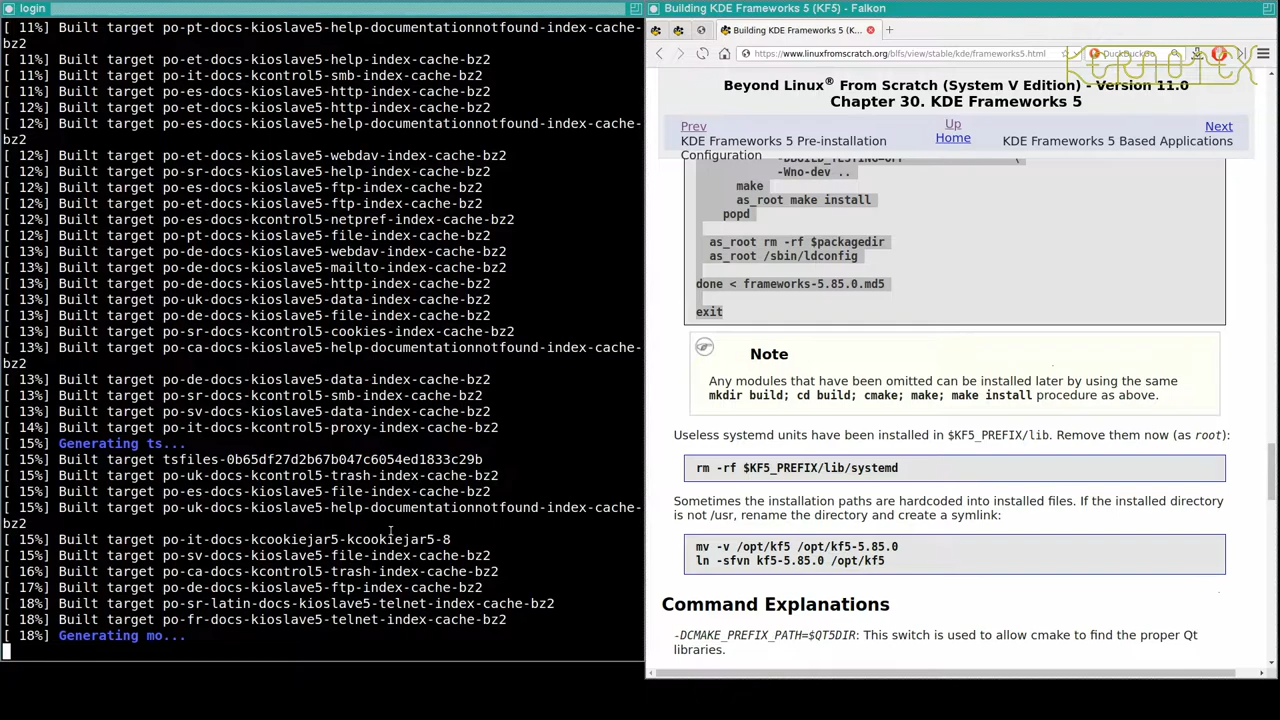 login
[ 11%] Built target po-pt-docs-kioslave5-help-documentationnotfound-index-cache-
bz2
[ 11%] Built target po-et-docs-kioslave5-help-index-cache-bz2
[ 11%] Built target po-it-docs-kcontrol5-smb-index-cache-bz2
[ 11%] Built target po-es-docs-kioslave5-http-index-cache-bz2
[ 12%] Built target po-et-docs-kioslave5-http-index-cache-bz2
[ 12%] Built target po-es-docs-kioslave5-help-documentationnotfound-index-cache-
bz2
[ 12%] Built target po-et-docs-kioslave5-webdav-index-cache-bz2
[ 12%] Built target po-sr-docs-kioslave5-help-index-cache-bz2
[ 12%] Built target po-es-docs-kioslave5-ftp-index-cache-bz2
[ 12%] Built target po-et-docs-kioslave5-ftp-index-cache-bz2
[ 12%] Built target po-es-docs-kcontrol5-netpref-index-cache-bz2
[ 12%] Built target po-pt-docs-kioslave5-file-index-cache-bz2
[ 13%] Built target po-de-docs-kioslave5-webdav-index-cache-bz2
[ 13%] Built target po-de-docs-kioslave5-mailto-index-cache-bz2
[ 13%] Built target po-de-docs-kioslave5-http-index-cache-bz2
[ 13%] Built target po-uk-docs-kioslave5-data-index-cache-bz2
[ 13%] Built target po-de-docs-kioslave5-file-index-cache-bz2
[ 13%] Built target po-sr-docs-kcontrol5-cookies-index-cache-bz2
[ 13%] Built target po-ca-docs-kioslave5-help-documentationnotfound-index-cache-
bz2
[ 13%] Built target po-de-docs-kioslave5-data-index-cache-bz2
[ 13%] Built target po-sr-docs-kcontrol5-smb-index-cache-bz2
[ 13%] Built target po-sv-docs-kioslave5-data-index-cache-bz2
[ 14%] Built target po-it-docs-kcontrol5-proxy-index-cache-bz2
[ 15%] Generating ts...
[ 15%] Built target tsfiles-0b65df27d2b67b047c6054ed1833c29b
[ 15%] Built target po-uk-docs-kcontrol5-trash-index-cache-bz2
[ 15%] Built target po-es-docs-kioslave5-file-index-cache-bz2
[ 15%] Built target po-uk-docs-kioslave5-help-documentationnotfound-index-cache-
bz2
[ 15%] Built target po-it-docs-kcookiejar5-kcookiejar5-8
[ 15%] Built target po-sv-docs-kioslave5-file-index-cache-bz2
[ 16%] Built target po-ca-docs-kcontrol5-trash-index-cache-bz2
[ 17%] Built target po-de-docs-kioslave5-ftp-index-cache-bz2
[ 18%] Built target po-sr-latin-docs-kioslave5-telnet-index-cache-bz2
[ 18%] Built target po-fr-docs-kioslave5-telnet-index-cache-bz2
[ 18%] Generating mo...
Building KDE Frameworks 5 (KF5) - Falkon
Building KDE Frameworks 5 (K...
https://www.linuxfromscratch.org/blfs/view/stable/kde/frameworks5.html
DuckDuckGo
KERNOTEX
Beyond Linux® From Scratch (System V Edition) - Version 11.0
Chapter 30. KDE Frameworks 5
Prev Up Next
KDE Frameworks 5 Pre-installation Configuration Home KDE Frameworks 5 Based Applications
-DBUILD_TESTING=OFF \
-Wno-dev ..
make
as_root make install
popd
as_root rm -rf $packagedir
as_root /sbin/ldconfig
done < frameworks-5.85.0.md5
exit
Note
Any modules that have been omitted can be installed later by using the same
mkdir build; cd build; cmake; make; make install procedure as above.
Useless systemd units have been installed in $KF5_PREFIX/lib. Remove them now (as root):
rm -rf $KF5_PREFIX/lib/systemd
Sometimes the installation paths are hardcoded into installed files. If the installed directory
is not /usr, rename the directory and create a symlink:
mv -v /opt/kf5 /opt/kf5-5.85.0
ln -sfvn kf5-5.85.0 /opt/kf5
Command Explanations
-DCMAKE_PREFIX_PATH=$QT5DIR: This switch is used to allow cmake to find the proper Qt
libraries.